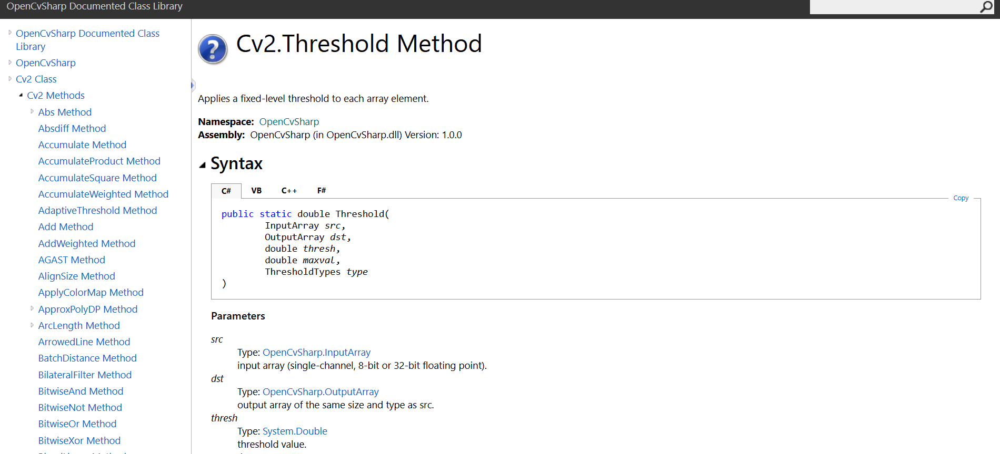 OpenCvSharp Documented Class Library
OpenCvSharp Documented Class
Library
OpenCvSharp
Cv2 Class
Cv2 Methods
Abs Method
Absdiff Method
Accumulate Method
AccumulateProduct Method
AccumulateSquare Method
AccumulateWeighted Method
AdaptiveThreshold Method
Add Method
AddWeighted Method
AGAST Method
AlignSize Method
ApplyColorMap Method
ApproxPolyDP Method
ArcLength Method
ArrowedLine Method
BatchDistance Method
BilateralFilter Method
BitwiseAnd Method
BitwiseNot Method
BitwiseOr Method
BitwiseXor Method
Cv2.Threshold Method
Applies a fixed-level threshold to each array element.
Namespace: OpenCvSharp
Assembly: OpenCvSharp (in OpenCvSharp.dll) Version: 1.0.0
Syntax
C# VB C++ F#
Copy
public static double Threshold(
InputArray src,
OutputArray dst,
double thresh,
double maxval,
ThresholdTypes type
)
Parameters
src
Type: OpenCvSharp.InputArray
input array (single-channel, 8-bit or 32-bit floating point).
dst
Type: OpenCvSharp.OutputArray
output array of the same size and type as src.
thresh
Type: System.Double
threshold value.